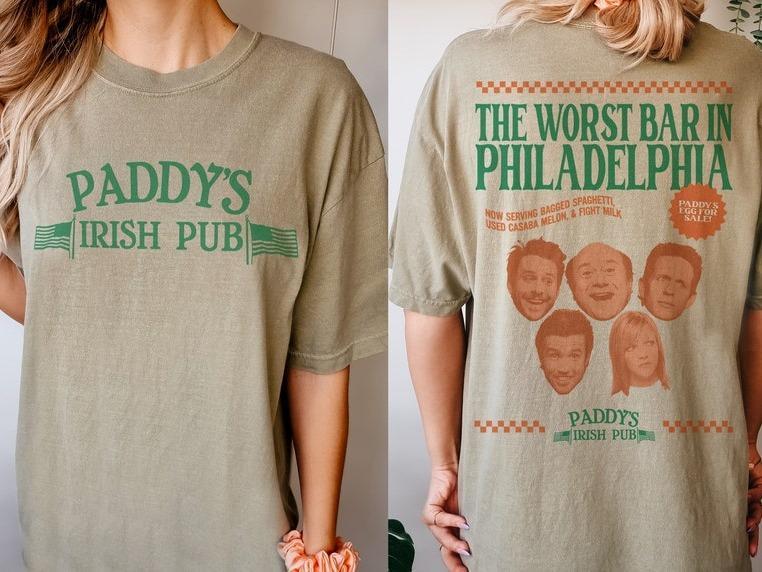 PADDY'S
IRISH PUB
THE WORST BAR IN
PHILADELPHIA
NOW SERVING BAGGED SPAGHETTI,
USED CASABA MELON, & FIGHT MILK
PADDY'S
EGG FOR
SALE!
PADDY'S
IRISH PUB